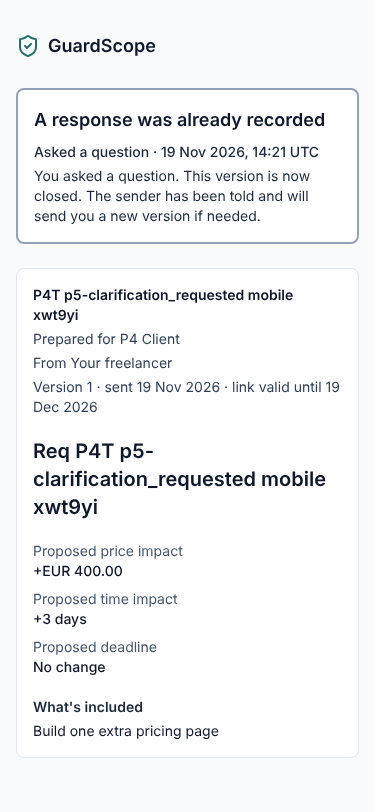 GuardScope
A response was already recorded
Asked a question · 19 Nov 2026, 14:21 UTC
You asked a question. This version is now
closed. The sender has been told and will
send you a new version if needed.
P4T p5-clarification_requested mobile
xwt9yi
Prepared for P4 Client
From Your freelancer
Version 1 · sent 19 Nov 2026 · link valid until 19
Dec 2026
Req P4T p5-
clarification_requested mobile
xwt9yi
Proposed price impact
+EUR 400.00
Proposed time impact
+3 days
Proposed deadline
No change
What's included
Build one extra pricing page